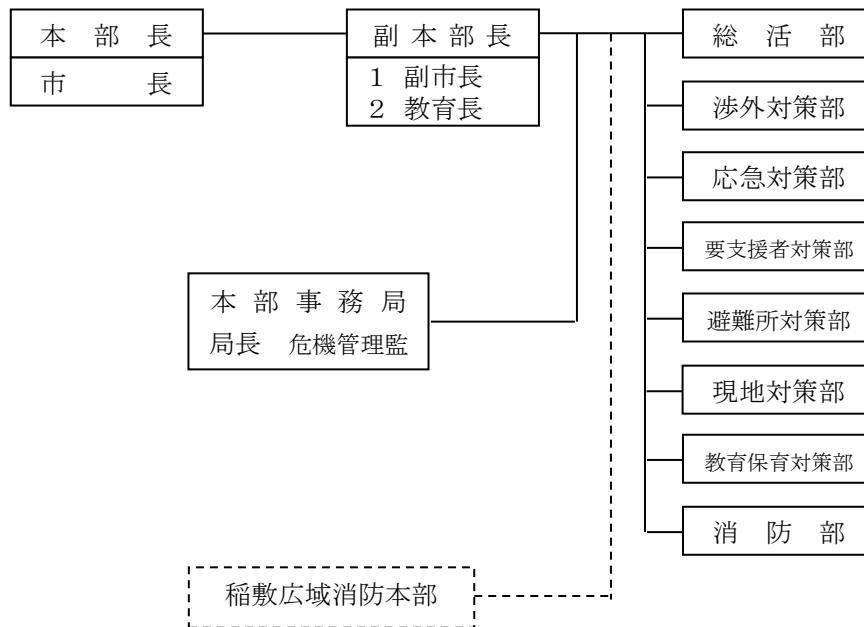 本部長
市長
副本部長
1 副市長
2 教育長
総活部
渉外対策部
応急対策部
要支援者対策部
避難所対策部
現地対策部
教育保育対策部
消防部
本部事務局
局長 危機管理監
稲敷広域消防本部